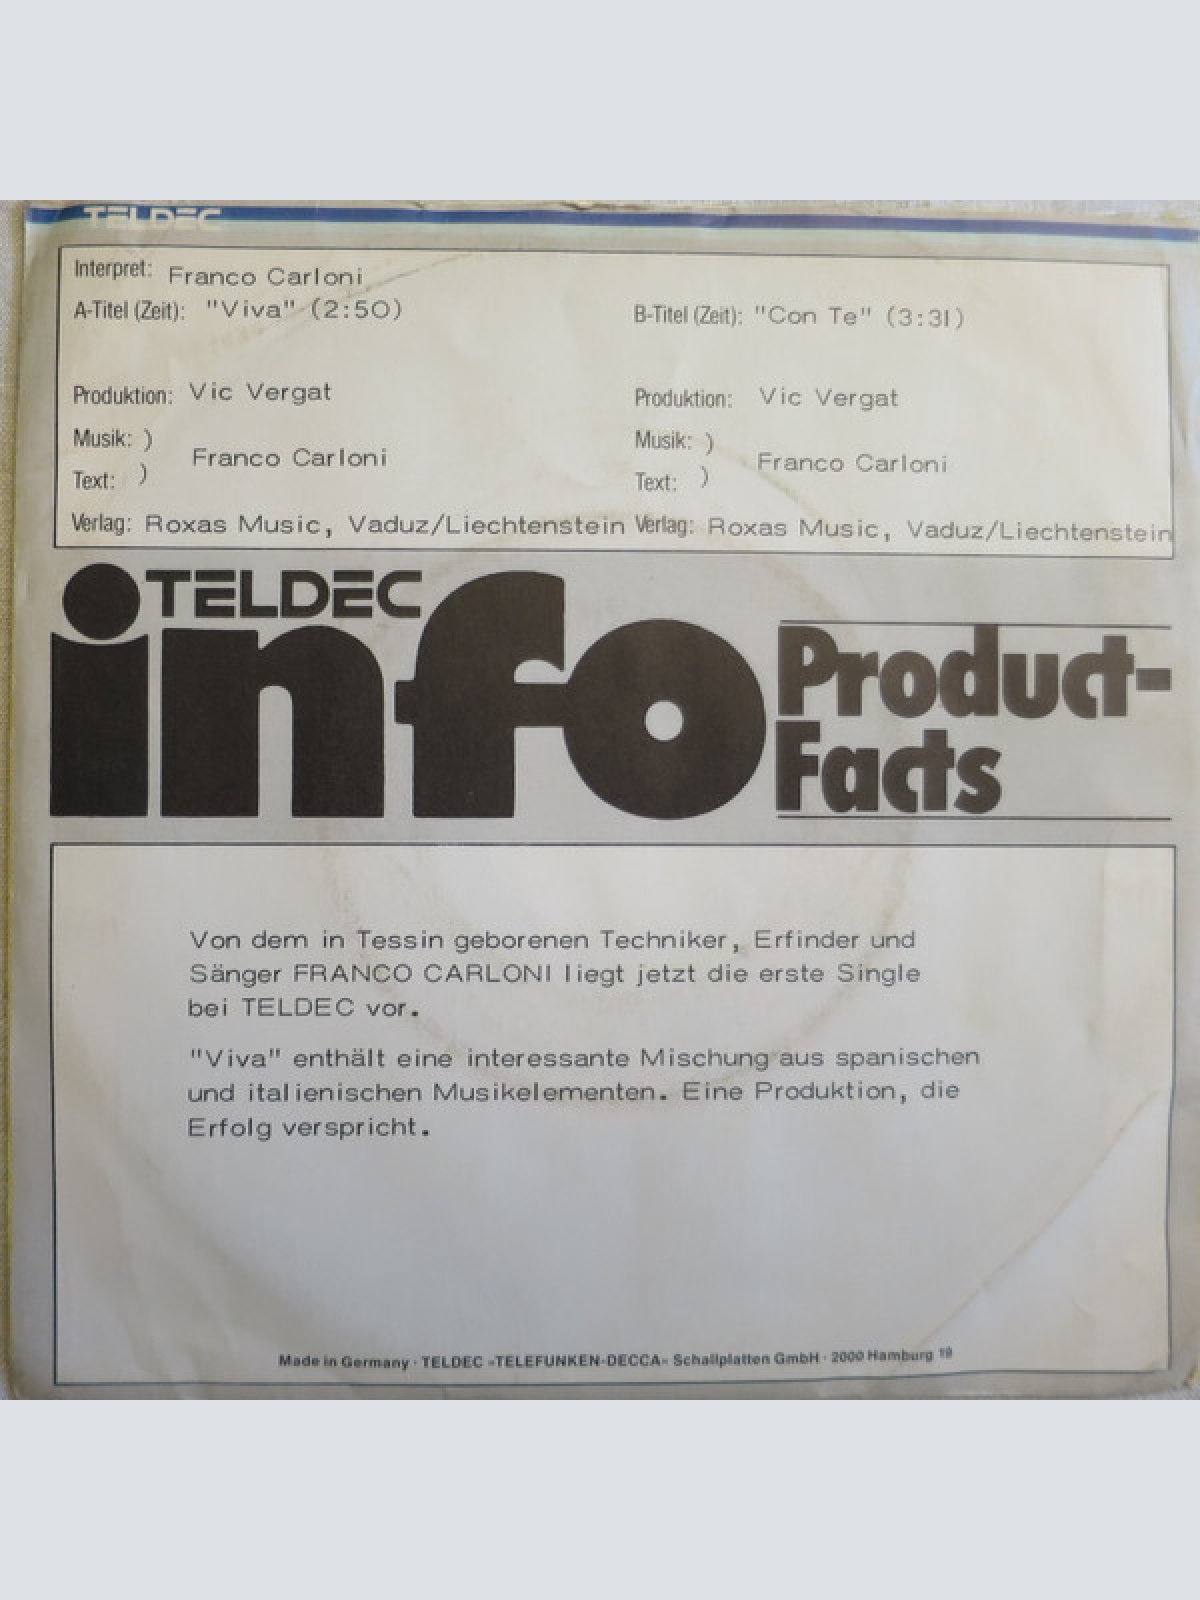 TELDEC
Interpret: Franco Carloni
A-Titel (Zeit): "Viva" (2:50)
B-Titel (Zeit): "Con Te" (3:31)
Produktion: Vic Vergat
Produktion: Vic Vergat
Musik: )
Text: ) Franco Carloni
Musik: )
Text: ) Franco Carloni
Verlag: Roxas Music, Vaduz/Liechtenstein
Verlag: Roxas Music, Vaduz/Liechtenstein
TELDEC
info
Product-
Facts
Von dem in Tessin geborenen Techniker, Erfinder und
Sänger FRANCO CARLONI liegt jetzt die erste Single
bei TELDEC vor.
"Viva" enthält eine interessante Mischung aus spanischen
und italienischen Musikelementen. Eine Produktion, die
Erfolg verspricht.
Made in Germany · TELDEC »TELEFUNKEN-DECCA« Schallplatten GmbH · 2000 Hamburg 19